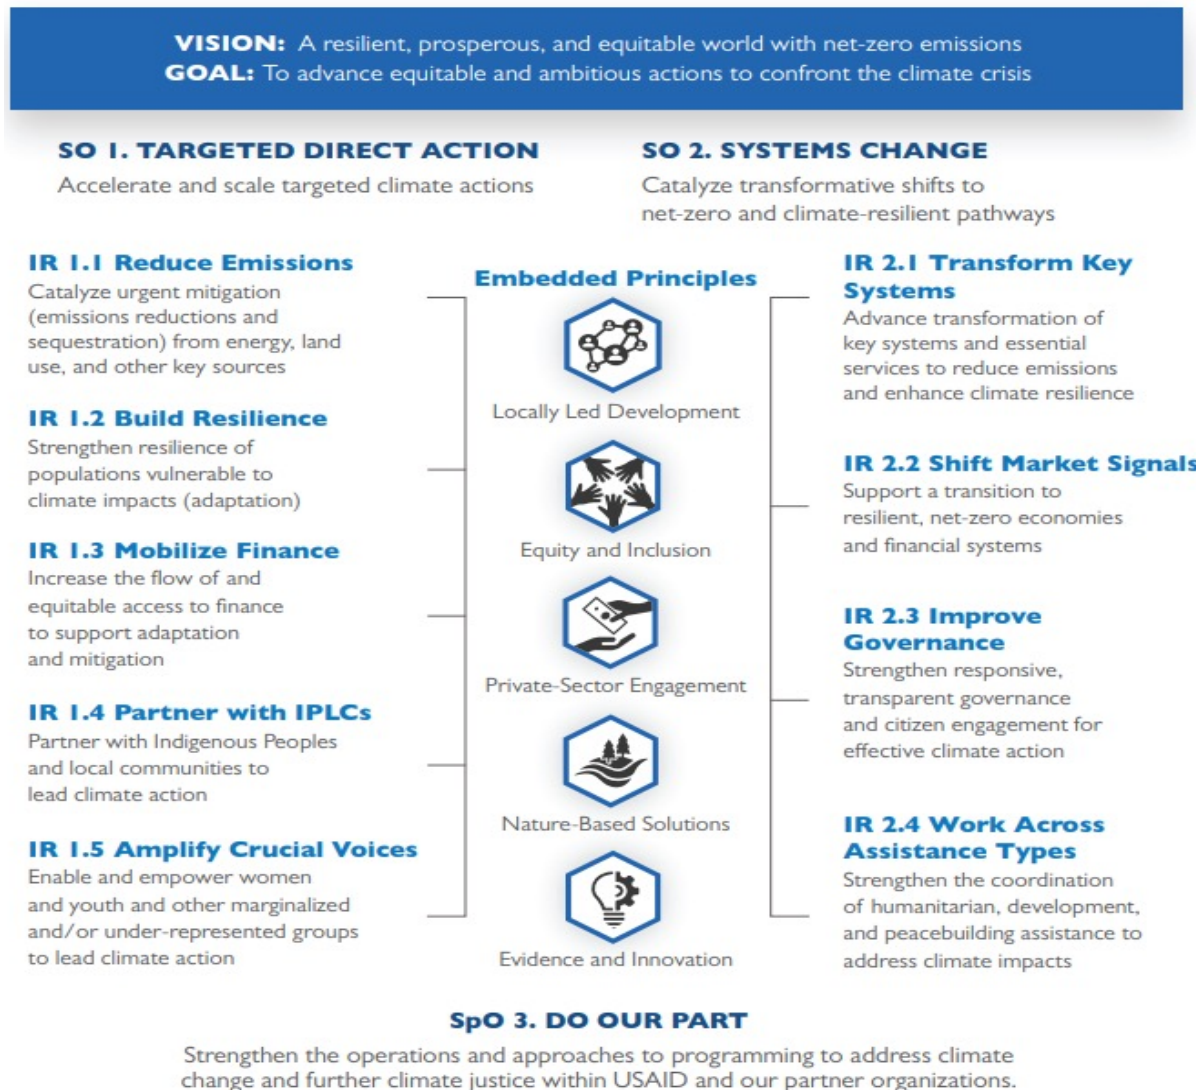 VISION: A resilient, prosperous, and equitable world with net-zero emissions
GOAL: To advance equitable and ambitious actions to confront the climate crisis
SO 1. TARGETED DIRECT ACTION
Accelerate and scale targeted climate actions
SO 2. SYSTEMS CHANGE
Catalyze transformative shifts to
net-zero and climate-resilient pathways
IR 1.1 Reduce Emissions
Catalyze urgent mitigation
(emissions reductions and
sequestration) from energy, land
use, and other key sources
IR 1.2 Build Resilience
Strengthen resilience of
populations vulnerable to
climate impacts (adaptation)
IR 1.3 Mobilize Finance
Increase the flow of and
equitable access to finance
to support adaptation
and mitigation
IR 1.4 Partner with IPLCs
Partner with Indigenous Peoples
and local communities to
lead climate action
IR 1.5 Amplify Crucial Voices
Enable and empower women
and youth and other marginalized
and/or under-represented groups
to lead climate action
Embedded Principles
Locally Led Development
Equity and Inclusion
Private-Sector Engagement
Nature-Based Solutions
Evidence and Innovation
IR 2.1 Transform Key
Systems
Advance transformation of
key systems and essential
services to reduce emissions
and enhance climate resilience
IR 2.2 Shift Market Signals
Support a transition to
resilient, net-zero economies
and financial systems
IR 2.3 Improve
Governance
Strengthen responsive,
transparent governance
and citizen engagement for
effective climate action
IR 2.4 Work Across
Assistance Types
Strengthen the coordination
of humanitarian, development,
and peacebuilding assistance to
address climate impacts
SpO 3. DO OUR PART
Strengthen the operations and approaches to programming to address climate
change and further climate justice within USAID and our partner organizations.